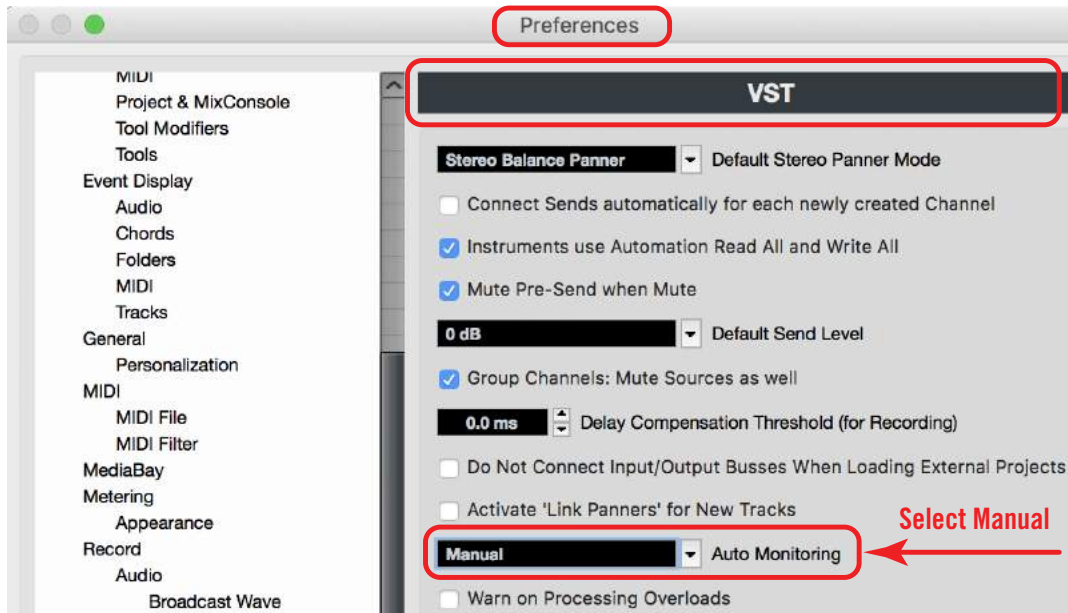 Preferences
MIDI
Project & MixConsole
Tool Modifiers
Tools
Event Display
Audio
Chords
Folders
MIDI
Tracks
General
Personalization
MIDI
MIDI File
MIDI Filter
MediaBay
Metering
Appearance
Record
Audio
Broadcast Wave
VST
Stereo Balance Panner Default Stereo Panner Mode
Connect Sends automatically for each newly created Channel
Instruments use Automation Read All and Write All
Mute Pre-Send when Mute
0 dB Default Send Level
Group Channels: Mute Sources as well
0.0 ms Delay Compensation Threshold (for Recording)
Do Not Connect Input/Output Busses When Loading External Projects
Activate 'Link Panners' for New Tracks
Select Manual
Manual Auto Monitoring
Warn on Processing Overloads